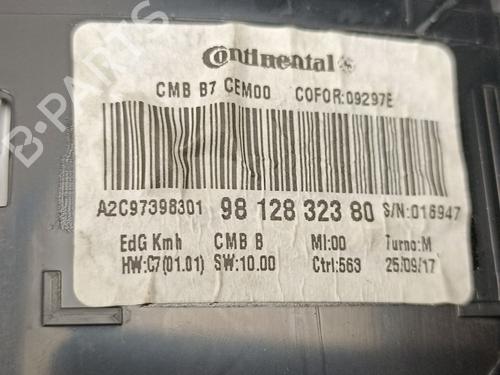 Continental
CMB B7 CEM00 COFOR:09297E
A2C97398301 98 128 323 80 S/N:016947
EdG Kmh CMB B MI:00 Turno:M
HW:C7(01.01) SW:10.00 Ctrl:563 25/09/17
B-PARTS